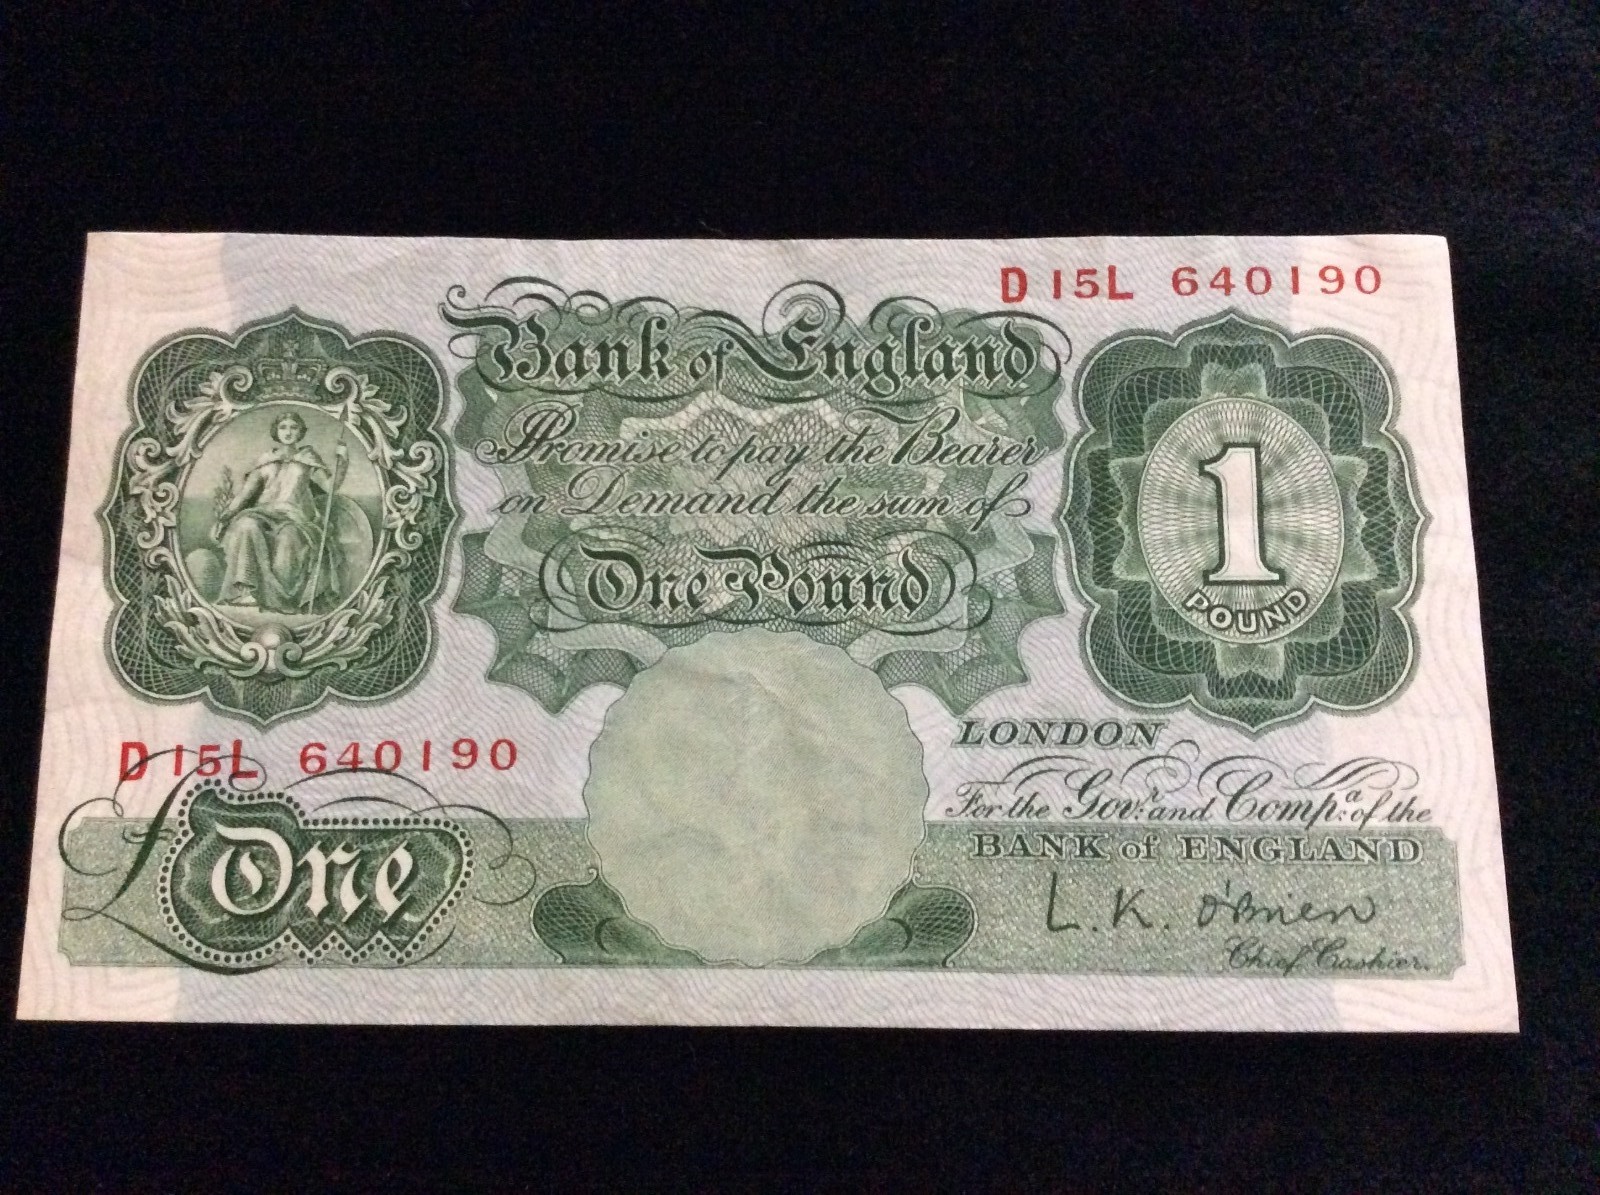 D 15L 640190
Bank of England
Promise to pay the Bearer
on Demand the sum of
One Pound
1
POUND
LONDON
D 15L 640190
For the Govr. and Compa. of the
BANK of ENGLAND
£One
L. K. O'Brien
Chief Cashier.